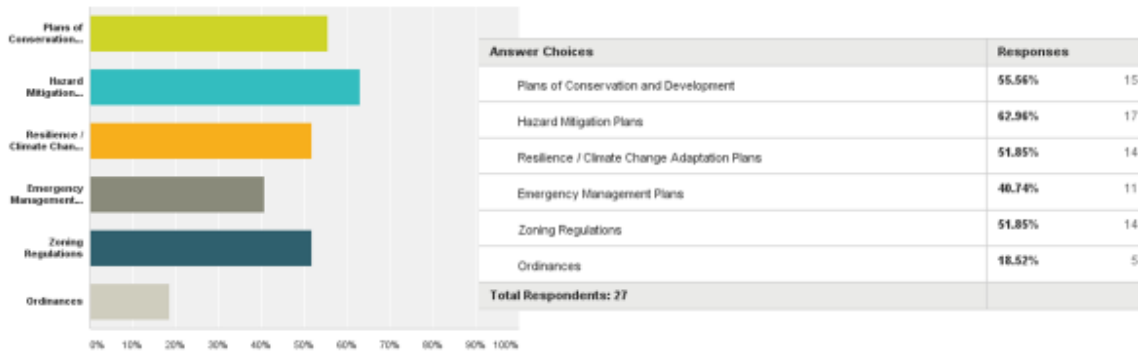 Plans of
Conservation...
Hazard
Mitigation...
Resilience /
Climate Chan...
Emergency
Management...
Zoning
Regulations
Ordinances
0% 10% 20% 30% 40% 50% 60% 70% 80% 90% 100%
Answer Choices Responses
Plans of Conservation and Development 55.56% 15
Hazard Mitigation Plans 62.96% 17
Resilience / Climate Change Adaptation Plans 51.85% 14
Emergency Management Plans 40.74% 11
Zoning Regulations 51.85% 14
Ordinances 18.52% 5
Total Respondents: 27